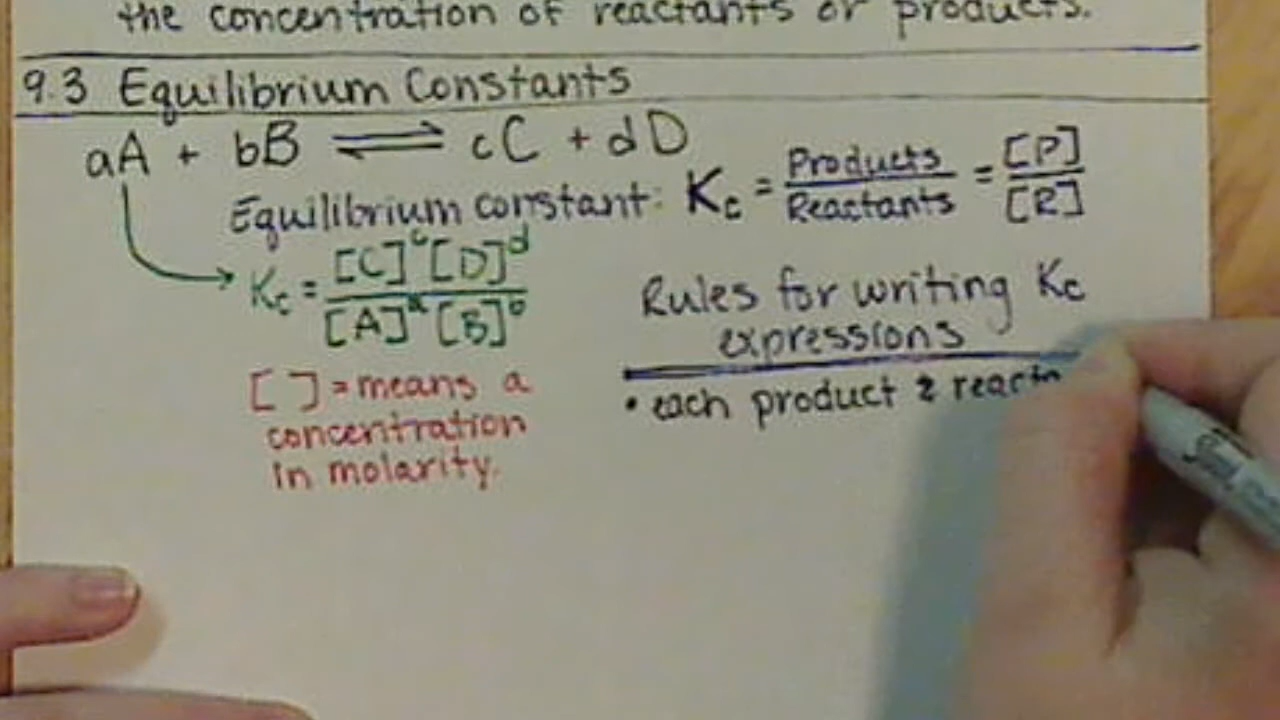 the concentration of reactants or products.
9.3 Equilibrium Constants
aA + bB ⇌ cC + dD
Equilibrium constant: Kc = Products/Reactants = [P]/[R]
Kc = [C]^c [D]^d / [A]^a [B]^b
[ ] = means a
concentration
in molarity.
Rules for writing Kc
expressions
• each product & reacta